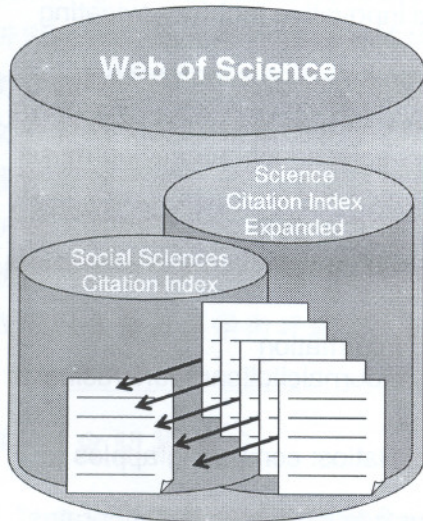 Web of Science
Science
Citation Index
Expanded
Social Sciences
Citation Index